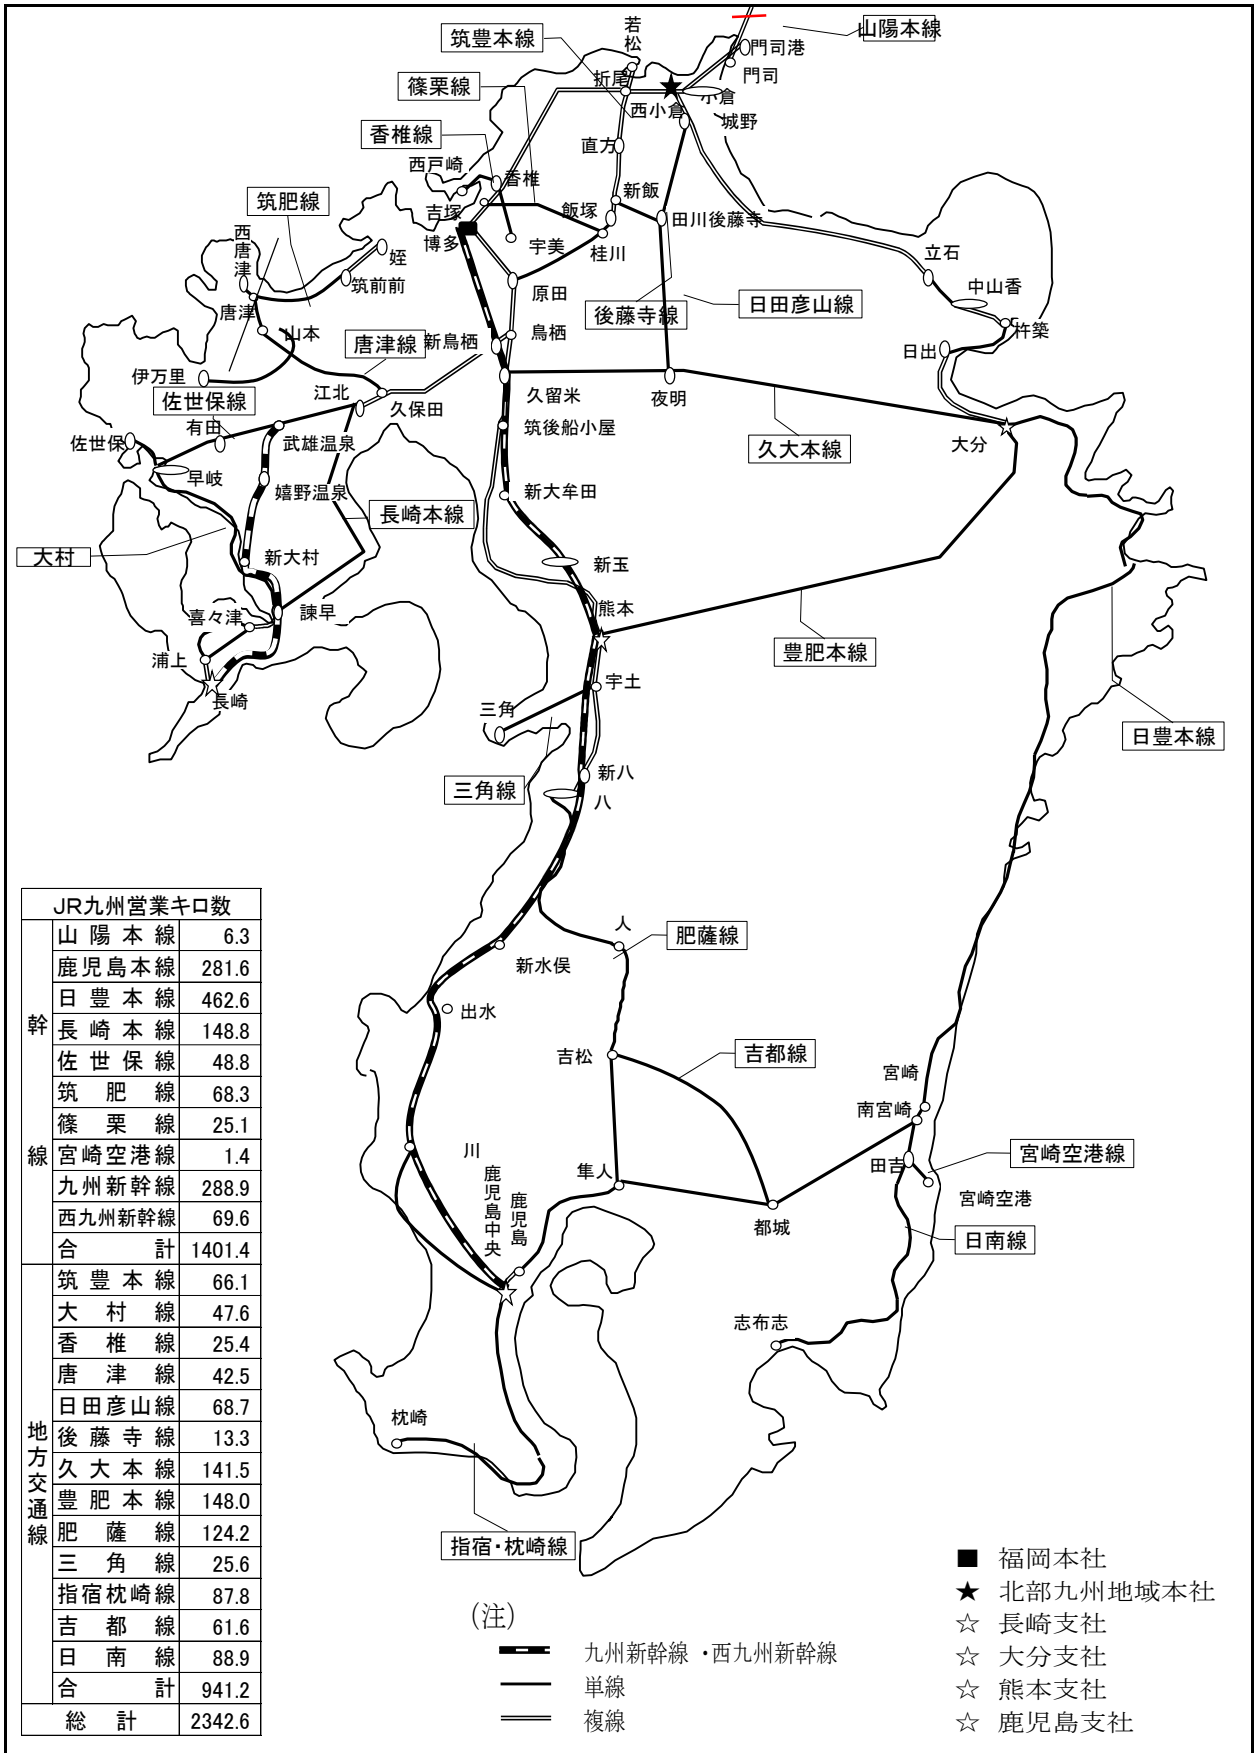 若松
筑豊本線
山陽本線
門司港
門司
折尾
小倉
西小倉
城野
篠栗線
香椎線
直方
西戸崎
香椎
新飯
筑肥線
吉塚
飯塚
田川後藤寺
博多
宇美
桂川
西唐津
姪
筑前前
唐津
原田
後藤寺線
日田彦山線
立石
中山香
杵築
山本
唐津線
新鳥栖
鳥栖
日出
伊万里
江北
久保田
久留米
夜明
佐世保線
有田
佐世保
武雄温泉
筑後船小屋
久大本線
大分
早岐
嬉野温泉
新大牟田
長崎本線
大村
新大村
新玉
喜々津
諫早
熊本
浦上
豊肥本線
長崎
宇土
三角
日豊本線
新八
三角線
八
人
肥薩線
新水俣
出水
吉松
吉都線
宮崎
南宮崎
川
隼人
田吉
宮崎空港線
宮崎空港
鹿児島中央
鹿児島
都城
日南線
志布志
枕崎
指宿・枕崎線
JR九州営業キロ数
幹線
山陽本線 6.3
鹿児島本線 281.6
日豊本線 462.6
長崎本線 148.8
佐世保線 48.8
筑肥線 68.3
篠栗線 25.1
宮崎空港線 1.4
九州新幹線 288.9
西九州新幹線 69.6
合計 1401.4
地方交通線
筑豊本線 66.1
大村線 47.6
香椎線 25.4
唐津線 42.5
日田彦山線 68.7
後藤寺線 13.3
久大本線 141.5
豊肥本線 148.0
肥薩線 124.2
三角線 25.6
指宿枕崎線 87.8
吉都線 61.6
日南線 88.9
合計 941.2
総計 2342.6
(注)
九州新幹線・西九州新幹線
単線
複線
■ 福岡本社
★ 北部九州地域本社
☆ 長崎支社
☆ 大分支社
☆ 熊本支社
☆ 鹿児島支社